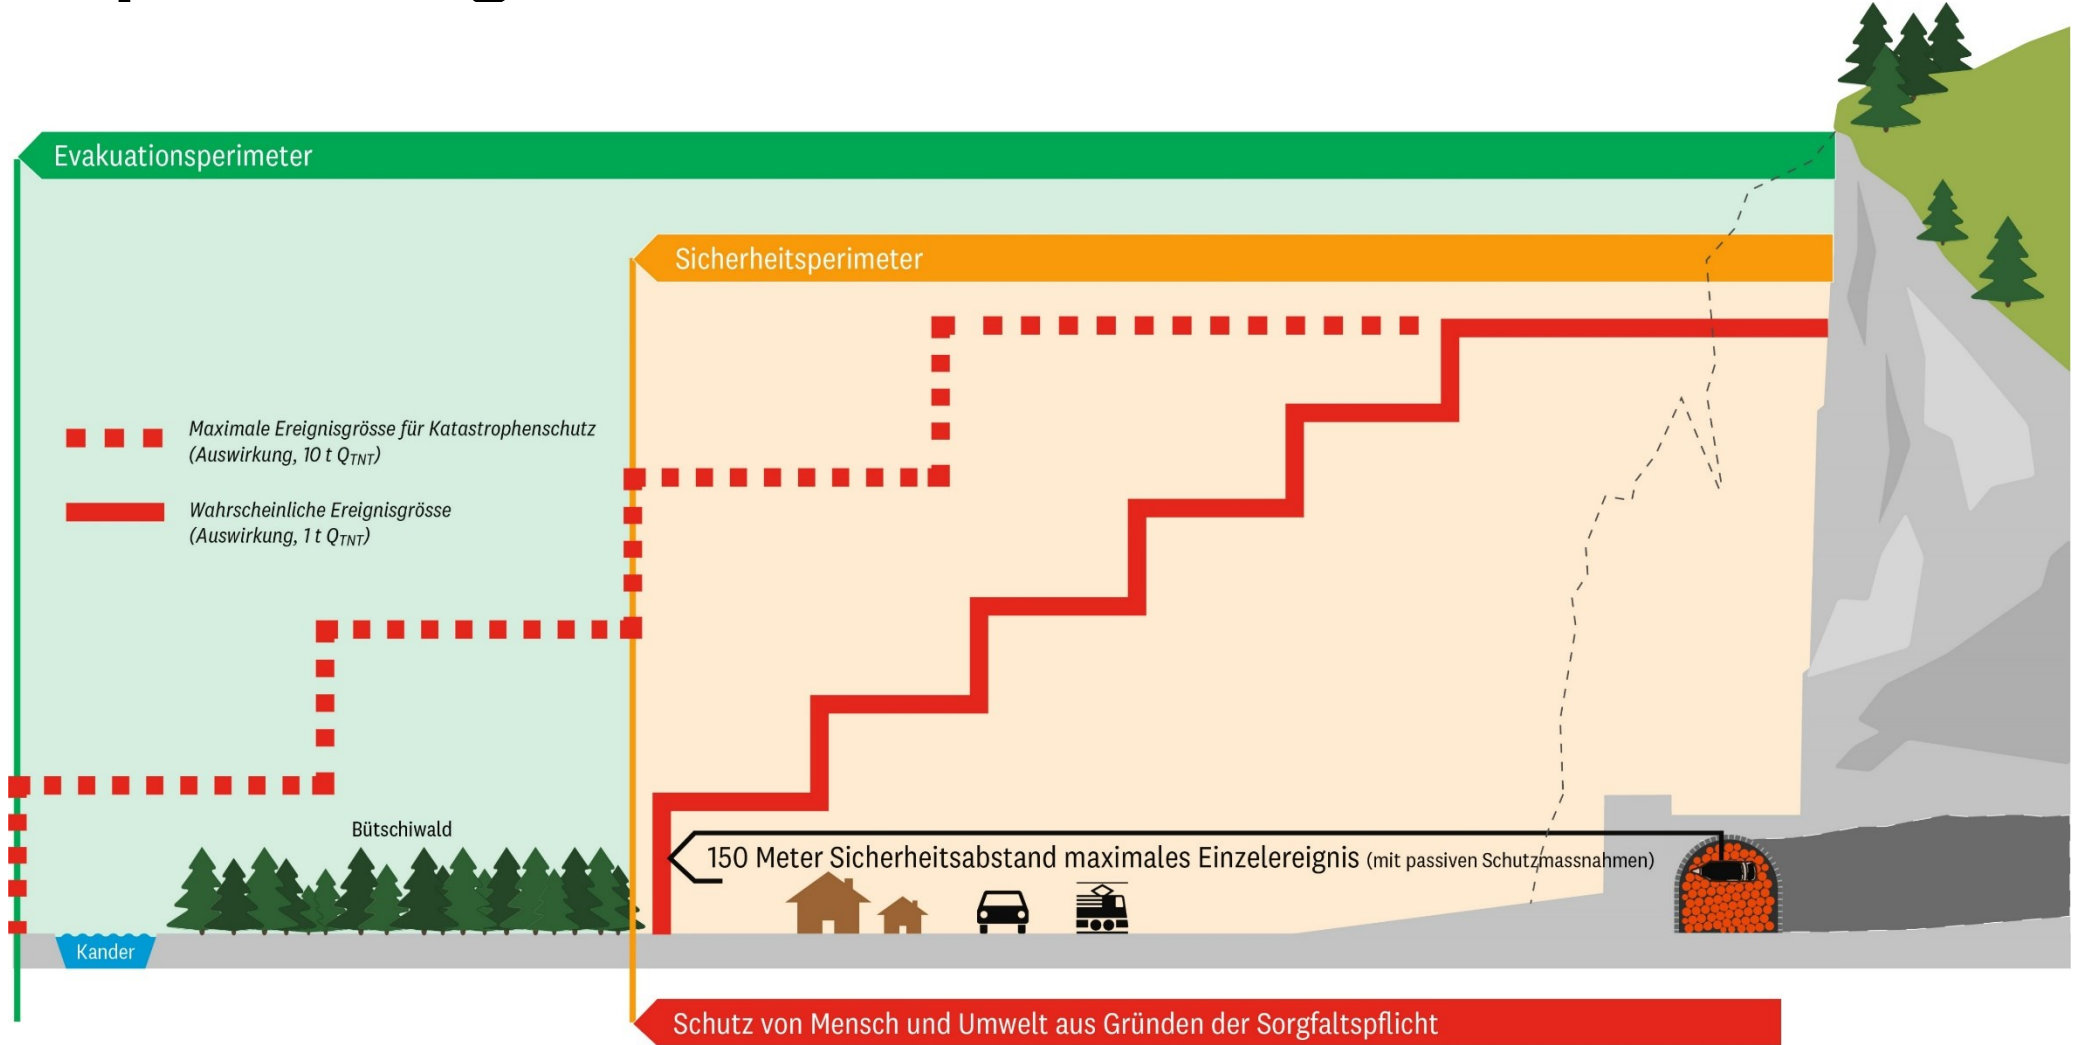 Evakuationsperimeter
Sicherheitsperimeter
Maximale Ereignisgrösse für Katastrophenschutz
(Auswirkung, 10 t QTNT)
Wahrscheinliche Ereignisgrösse
(Auswirkung, 1 t QTNT)
Bütschiwald
150 Meter Sicherheitsabstand maximales Einzelereignis (mit passiven Schutzmassnahmen)
Kander
Schutz von Mensch und Umwelt aus Gründen der Sorgfaltspflicht